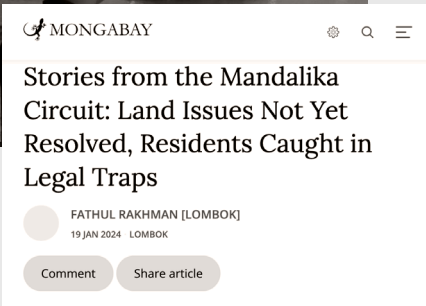 MONGABAY
Stories from the Mandalika
Circuit: Land Issues Not Yet
Resolved, Residents Caught in
Legal Traps
FATHUL RAKHMAN [LOMBOK]
19 JAN 2024 LOMBOK
Comment Share article